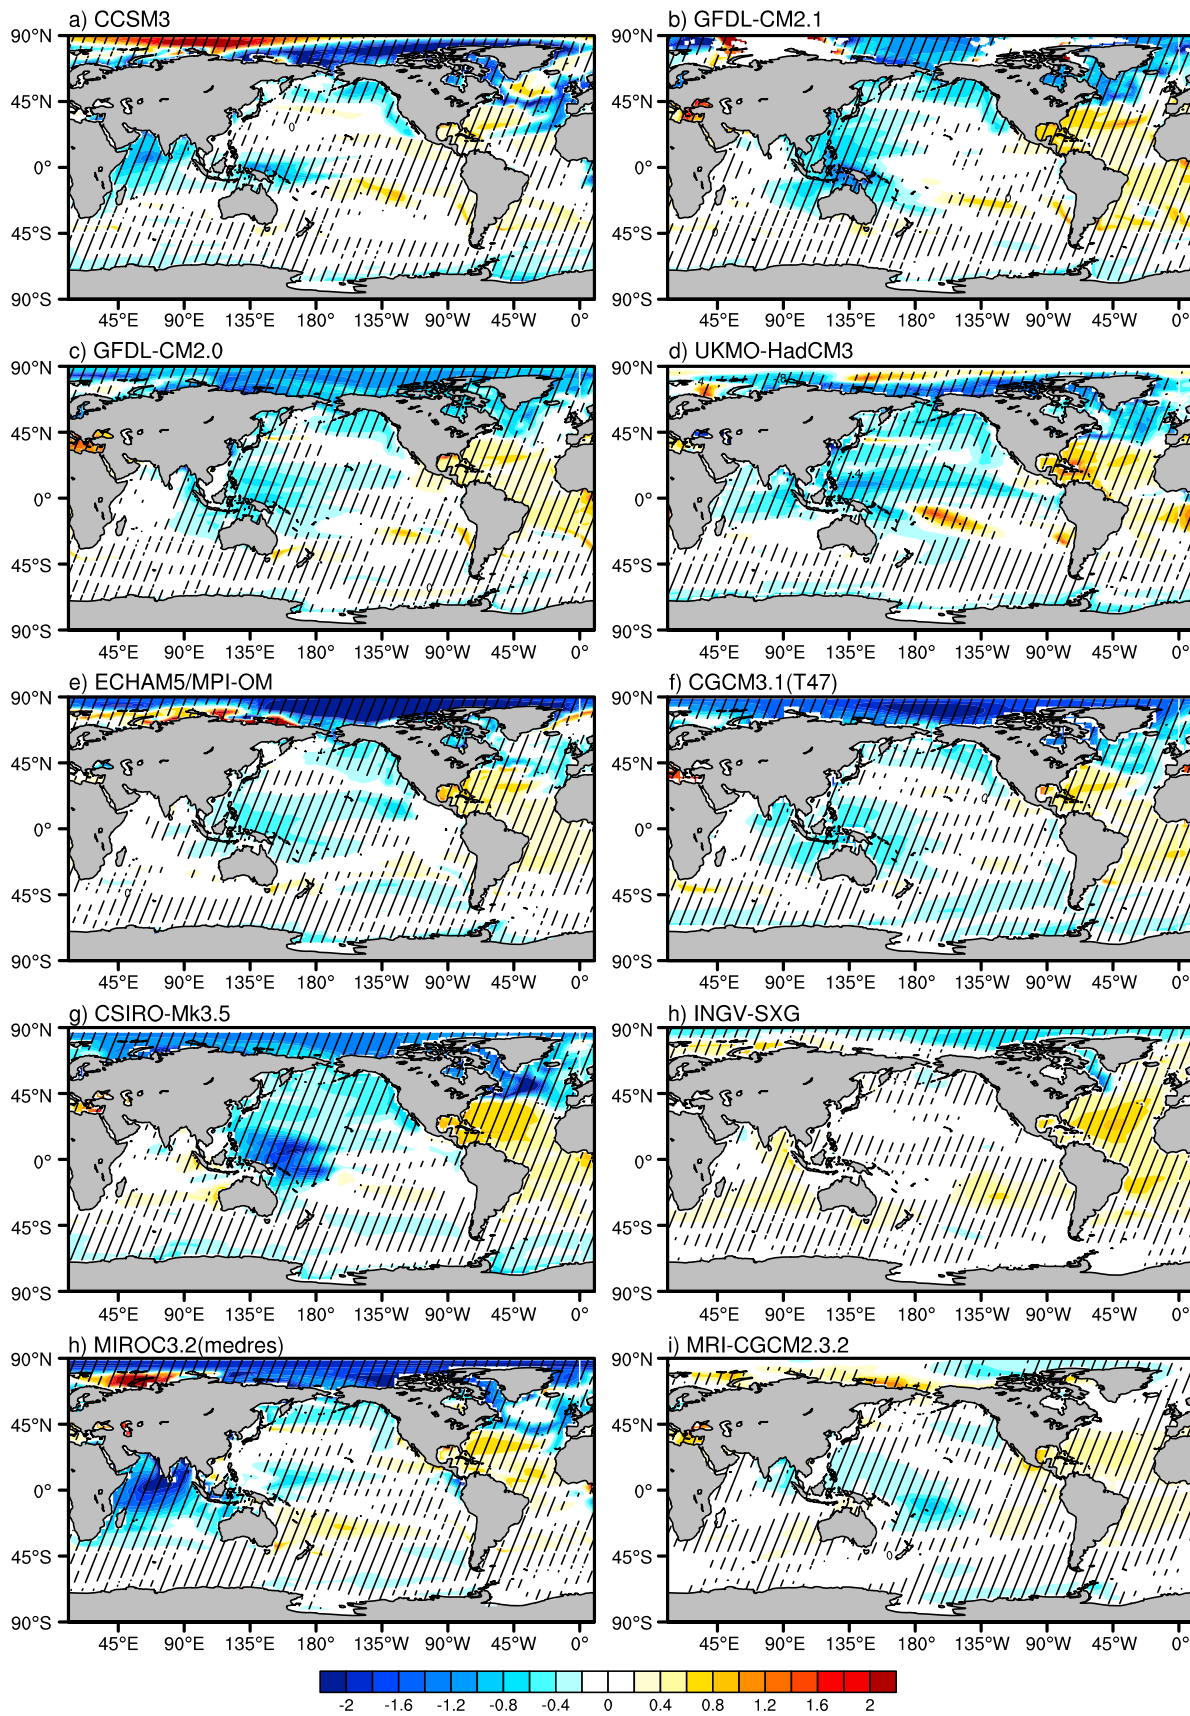 a) CCSM3
b) GFDL-CM2.1
90°N
45°N
0°
45°S
90°S
90°N
45°N
0°
45°S
90°S
45°E 90°E 135°E 180° 135°W 90°W 45°W 0°
45°E 90°E 135°E 180° 135°W 90°W 45°W 0°
c) GFDL-CM2.0
d) UKMO-HadCM3
90°N
45°N
0°
45°S
90°S
90°N
45°N
0°
45°S
90°S
45°E 90°E 135°E 180° 135°W 90°W 45°W 0°
45°E 90°E 135°E 180° 135°W 90°W 45°W 0°
e) ECHAM5/MPI-OM
f) CGCM3.1(T47)
90°N
45°N
0°
45°S
90°S
90°N
45°N
0°
45°S
90°S
45°E 90°E 135°E 180° 135°W 90°W 45°W 0°
45°E 90°E 135°E 180° 135°W 90°W 45°W 0°
g) CSIRO-Mk3.5
h) INGV-SXG
90°N
45°N
0°
45°S
90°S
90°N
45°N
0°
45°S
90°S
45°E 90°E 135°E 180° 135°W 90°W 45°W 0°
45°E 90°E 135°E 180° 135°W 90°W 45°W 0°
h) MIROC3.2(medres)
i) MRI-CGCM2.3.2
90°N
45°N
0°
45°S
90°S
90°N
45°N
0°
45°S
90°S
45°E 90°E 135°E 180° 135°W 90°W 45°W 0°
45°E 90°E 135°E 180° 135°W 90°W 45°W 0°
-2 -1.6 -1.2 -0.8 -0.4 0 0.4 0.8 1.2 1.6 2